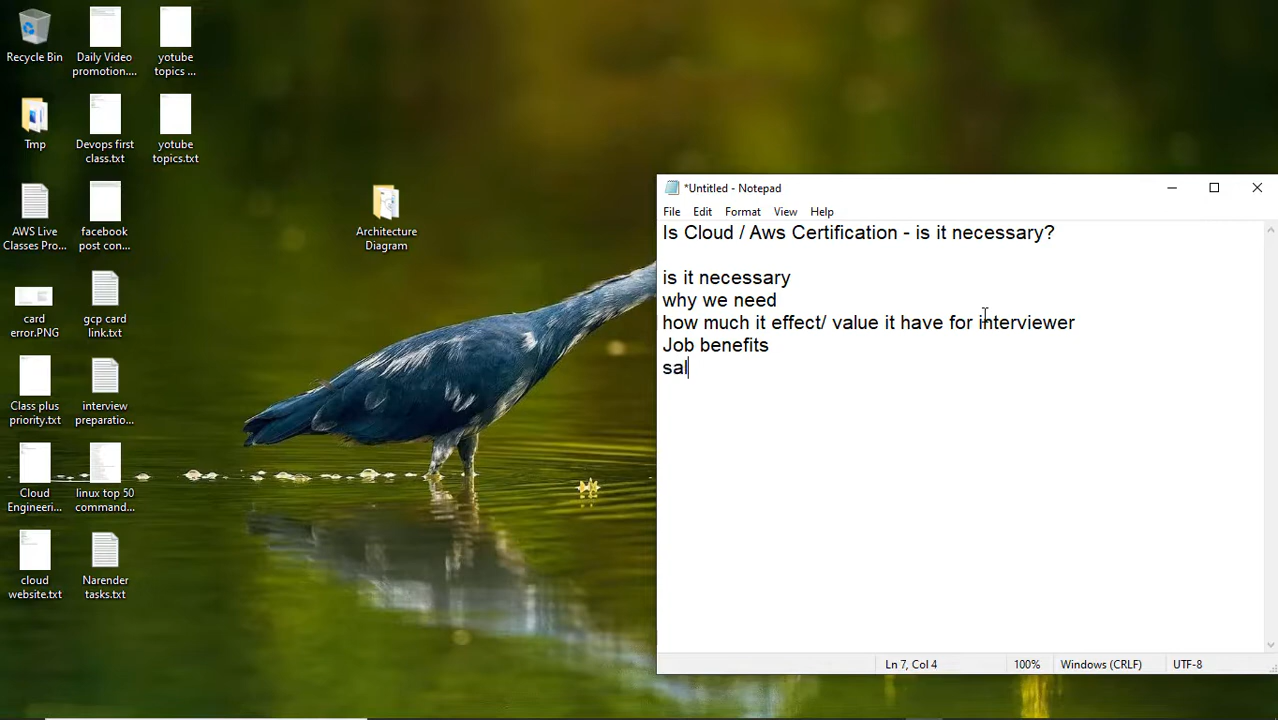 Recycle Bin
Daily Video
promotion....
yotube
topics ...
Tmp
Devops first
class.txt
yotube
topics.txt
AWS Live
Classes Pro...
facebook
post con...
Architecture
Diagram
card
error.PNG
gcp card
link.txt
Class plus
priority.txt
interview
preparatio...
Cloud
Engineeri...
linux top 50
command...
cloud
website.txt
Narender
tasks.txt
*Untitled - Notepad
File Edit Format View Help
Is Cloud / Aws Certification - is it necessary?
is it necessary
why we need
how much it effect/ value it have for interviewer
Job benefits
sal
Ln 7, Col 4 100% Windows (CRLF) UTF-8